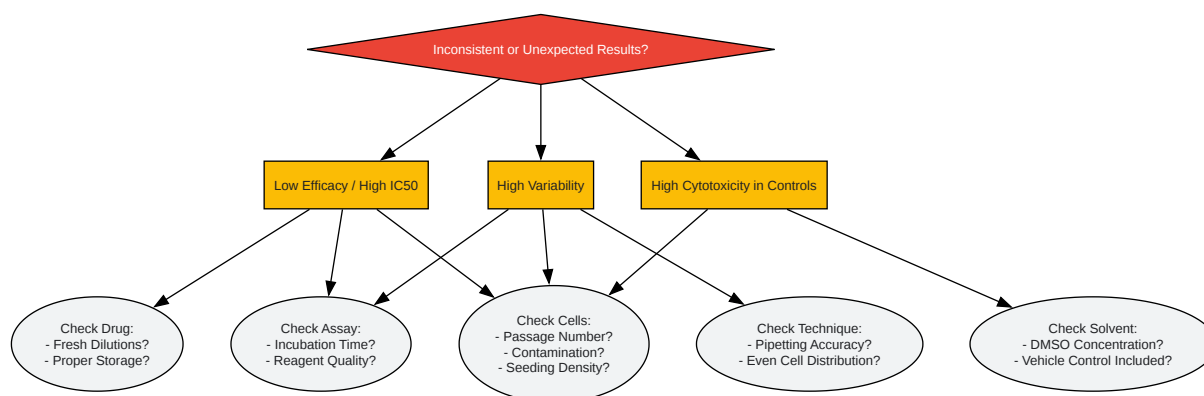 Inconsistent or Unexpected Results?
Low Efficacy / High IC50
High Variability
High Cytotoxicity in Controls
Check Drug:
- Fresh Dilutions?
- Proper Storage?
Check Assay:
- Incubation Time?
- Reagent Quality?
Check Cells:
- Passage Number?
- Contamination?
- Seeding Density?
Check Technique:
- Pipetting Accuracy?
- Even Cell Distribution?
Check Solvent:
- DMSO Concentration?
- Vehicle Control Included?